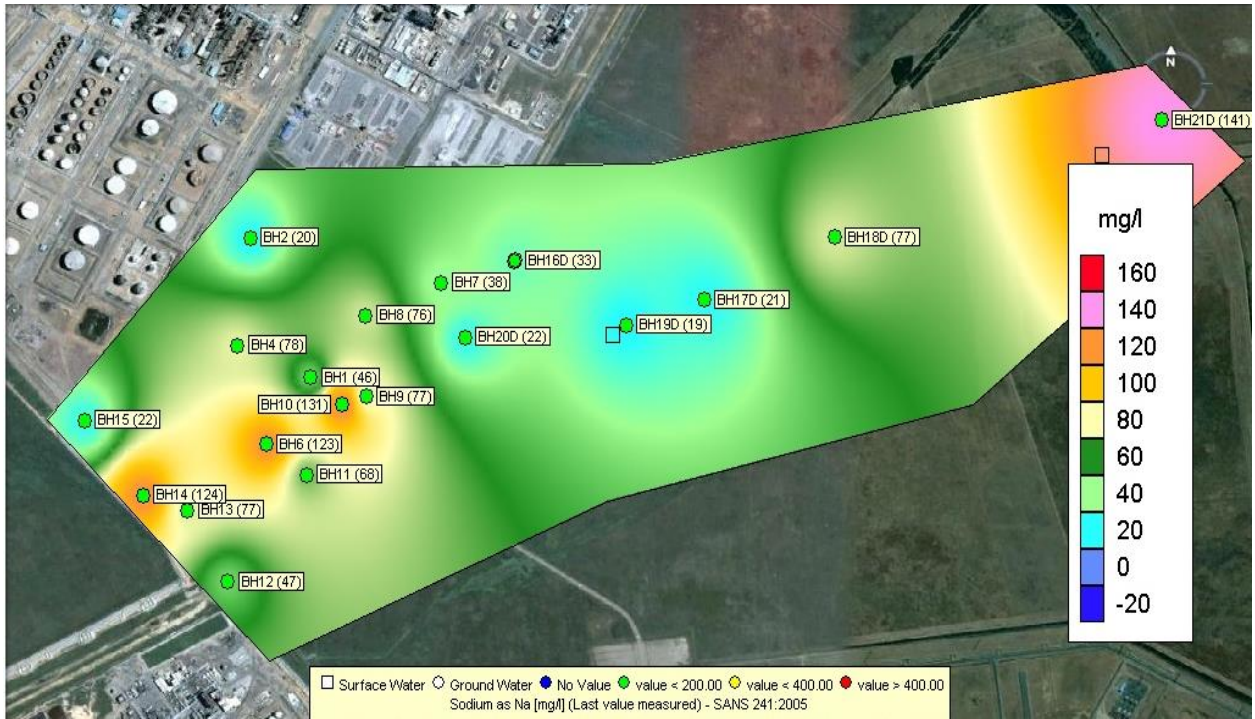 N
BH21D (141)
BH2 (20)
BH18D (77)
BH16D (33)
BH7 (38)
BH17D (21)
BH8 (76)
BH19D (19)
BH20D (22)
BH4 (78)
BH1 (46)
BH9 (77)
BH10 (131)
BH15 (22)
BH6 (123)
BH11 (68)
BH14 (124)
BH13 (77)
BH12 (47)
mg/l
160
140
120
100
80
60
40
20
0
-20
Surface Water Ground Water No Value value < 200.00 value < 400.00 value > 400.00
Sodium as Na [mg/l] (Last value measured) - SANS 241:2005